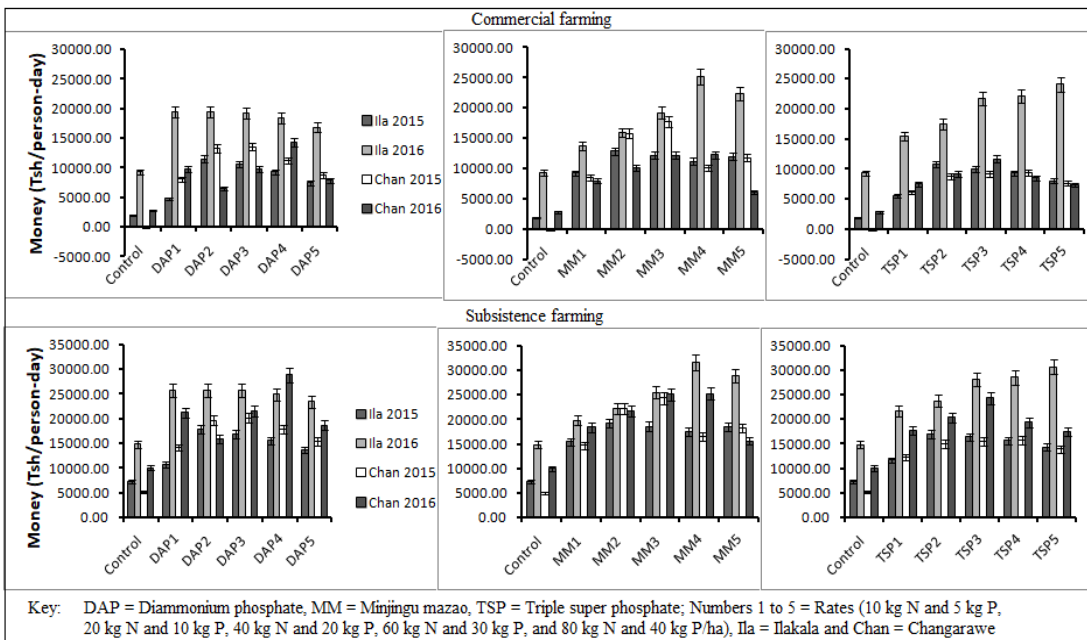 Commercial farming
Money (Tsh/person-day)
30000.00
25000.00
20000.00
15000.00
10000.00
5000.00
0.00
-5000.00
Control
DAP1
DAP2
DAP3
DAP4
DAP5
Ila 2015
Ila 2016
Chan 2015
Chan 2016
30000.00
25000.00
20000.00
15000.00
10000.00
5000.00
0.00
-5000.00
Control
MM1
MM2
MM3
MM4
MM5
30000.00
25000.00
20000.00
15000.00
10000.00
5000.00
0.00
-5000.00
Control
TSP1
TSP2
TSP3
TSP4
TSP5
Subsistence farming
Money (Tsh/person-day)
35000.00
30000.00
25000.00
20000.00
15000.00
10000.00
5000.00
0.00
Control
DAP1
DAP2
DAP3
DAP4
DAP5
Ila 2015
Ila 2016
Chan 2015
Chan 2016
35000.00
30000.00
25000.00
20000.00
15000.00
10000.00
5000.00
0.00
Control
MM1
MM2
MM3
MM4
MM5
35000.00
30000.00
25000.00
20000.00
15000.00
10000.00
5000.00
0.00
Control
TSP1
TSP2
TSP3
TSP4
TSP5
Key: DAP = Diammonium phosphate, MM = Minjingu mazao, TSP = Triple super phosphate; Numbers 1 to 5 = Rates (10 kg N and 5 kg P,
20 kg N and 10 kg P, 40 kg N and 20 kg P, 60 kg N and 30 kg P, and 80 kg N and 40 kg P/ha), Ila = Ilakala and Chan = Changarawe